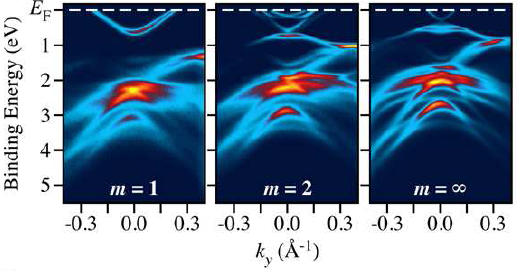 E_F
0
1
2
3
4
5
Binding Energy (eV)
m = 1
m = 2
m = ∞
-0.3 0.0 0.3 -0.3 0.0 0.3 -0.3 0.0 0.3
k_y (Å⁻¹)